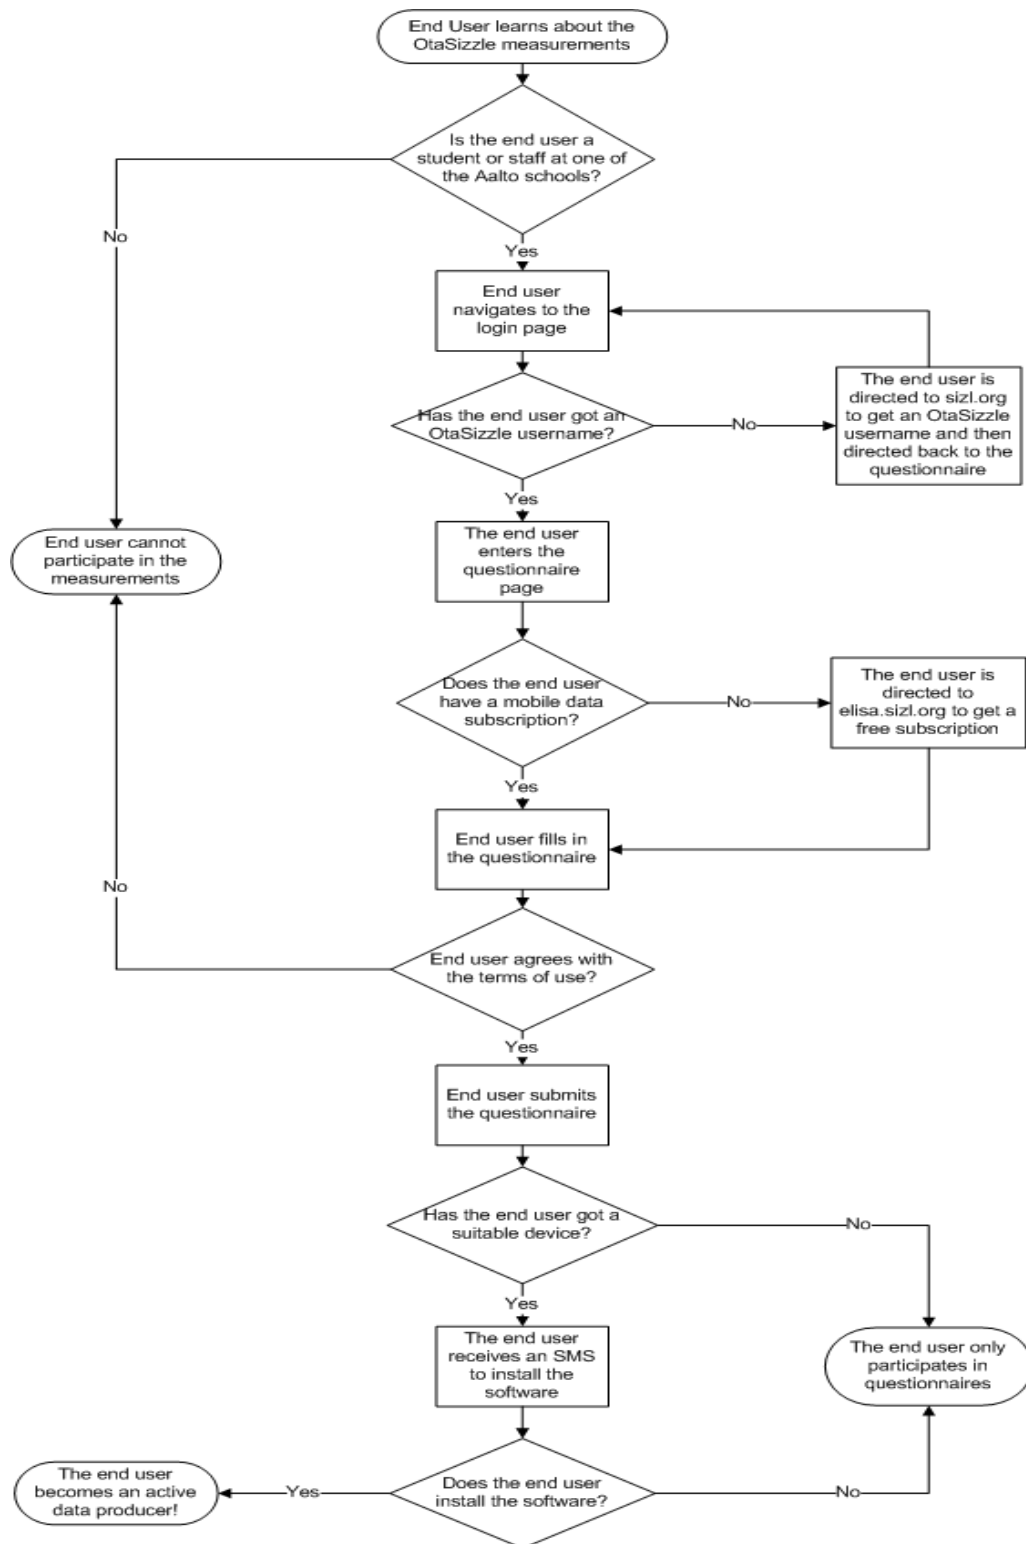 End User learns about the
OtaSizzle measurements
Is the end user a
student or staff at one of
the Aalto schools?
No
Yes
End user
navigates to the
login page
The end user is
directed to sizl.org
to get an OtaSizzle
username and then
directed back to the
questionnaire
Has the end user got an
OtaSizzle username?
No
Yes
The end user
enters the
questionnaire
page
End user cannot
participate in the
measurements
Does the end user
have a mobile data
subscription?
No
The end user is
directed to
elisa.sizl.org to get a
free subscription
Yes
End user fills in
the questionnaire
No
End user agrees with
the terms of use?
Yes
End user submits
the questionnaire
Has the end user got a
suitable device?
No
Yes
The end user
receives an SMS
to install the
software
The end user only
participates in
questionnaires
Does the end user
install the software?
Yes
No
The end user
becomes an active
data producer!